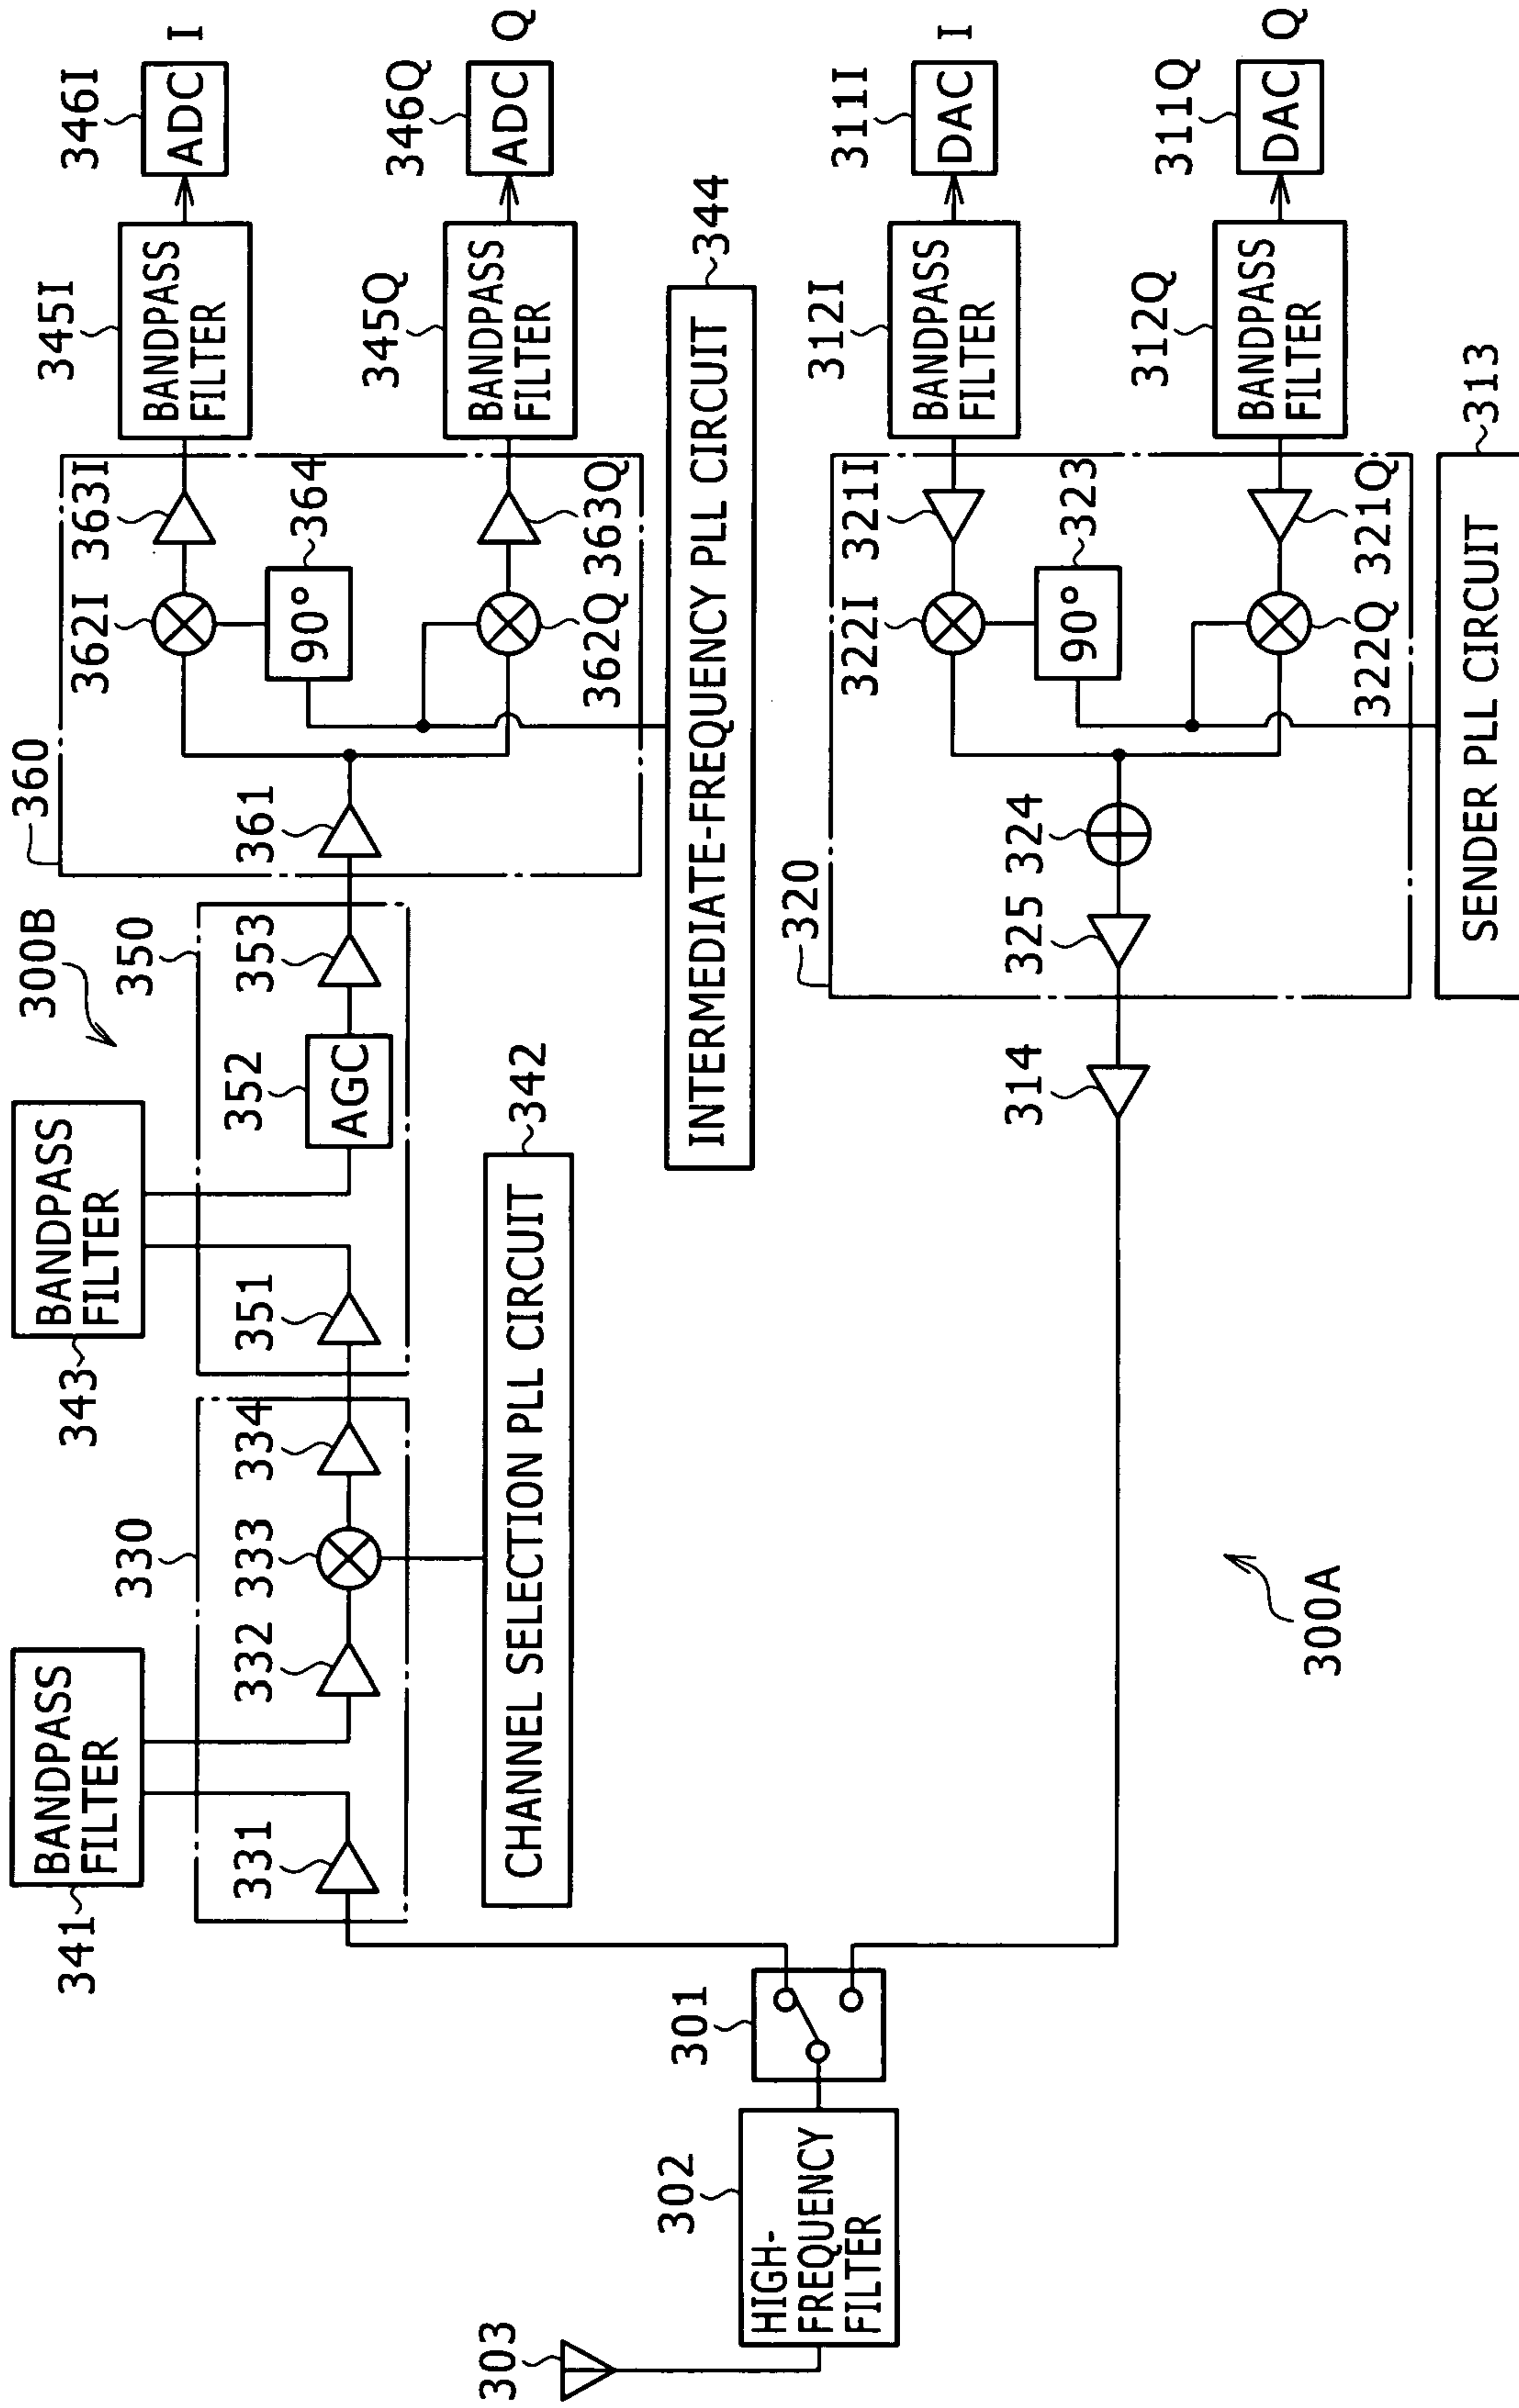 300B
341
BANDPASS
FILTER
343
BANDPASS
FILTER
330
331
332
333
334
350
351
352
AGC
353
360
361
362I
363I
364
90°
362Q
363Q
345I
BANDPASS
FILTER
346I
ADC
I
345Q
BANDPASS
FILTER
346Q
ADC
Q
CHANNEL SELECTION PLL CIRCUIT
342
INTERMEDIATE-FREQUENCY PLL CIRCUIT
344
303
302
HIGH-
FREQUENCY
FILTER
301
300A
314
320
325
324
322I
321I
323
90°
322Q
321Q
312I
BANDPASS
FILTER
311I
DAC
I
312Q
BANDPASS
FILTER
311Q
DAC
Q
SENDER PLL CIRCUIT
313